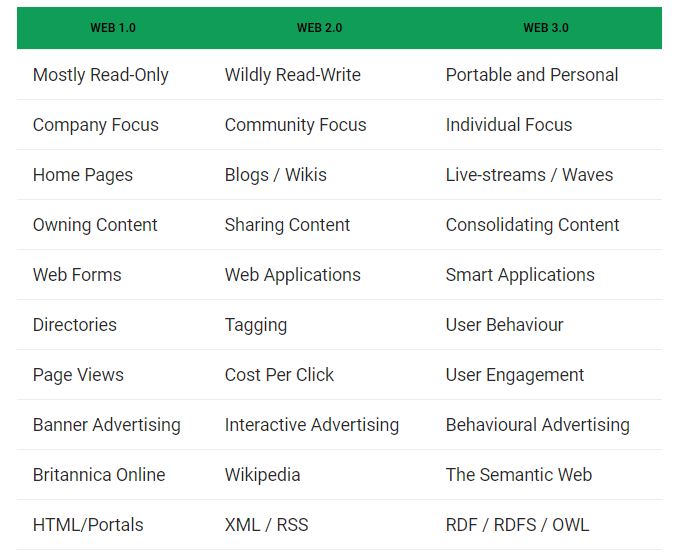 WEB 1.0 WEB 2.0 WEB 3.0
Mostly Read-Only Wildly Read-Write Portable and Personal
Company Focus Community Focus Individual Focus
Home Pages Blogs / Wikis Live-streams / Waves
Owning Content Sharing Content Consolidating Content
Web Forms Web Applications Smart Applications
Directories Tagging User Behaviour
Page Views Cost Per Click User Engagement
Banner Advertising Interactive Advertising Behavioural Advertising
Britannica Online Wikipedia The Semantic Web
HTML/Portals XML / RSS RDF / RDFS / OWL